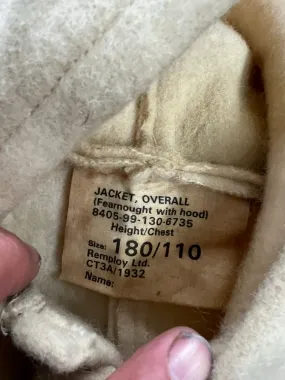 JACKET, OVERALL
(Fearnought with hood)
8405-99-130-6735
Height/Chest
Size: 180/110
Remploy Ltd.
CT3A/1932
Name: